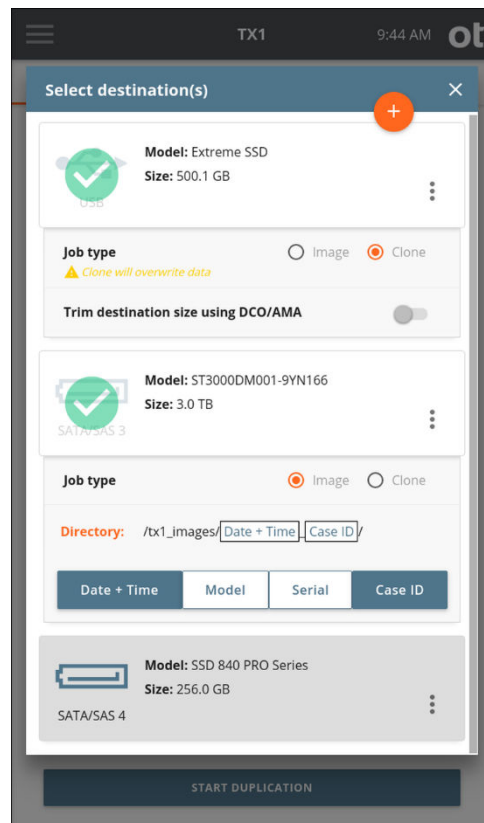 TX1
9:44 AM
ot
Select destination(s)
Model: Extreme SSD
Size: 500.1 GB
USB
Job type
Image
Clone
Clone will overwrite data
Trim destination size using DCO/AMA
Model: ST3000DM001-9YN166
Size: 3.0 TB
SATA/SAS 3
Job type
Image
Clone
Directory: /tx1_images/Date + Time_Case ID/
Date + Time
Model
Serial
Case ID
Model: SSD 840 PRO Series
Size: 256.0 GB
SATA/SAS 4
START DUPLICATION